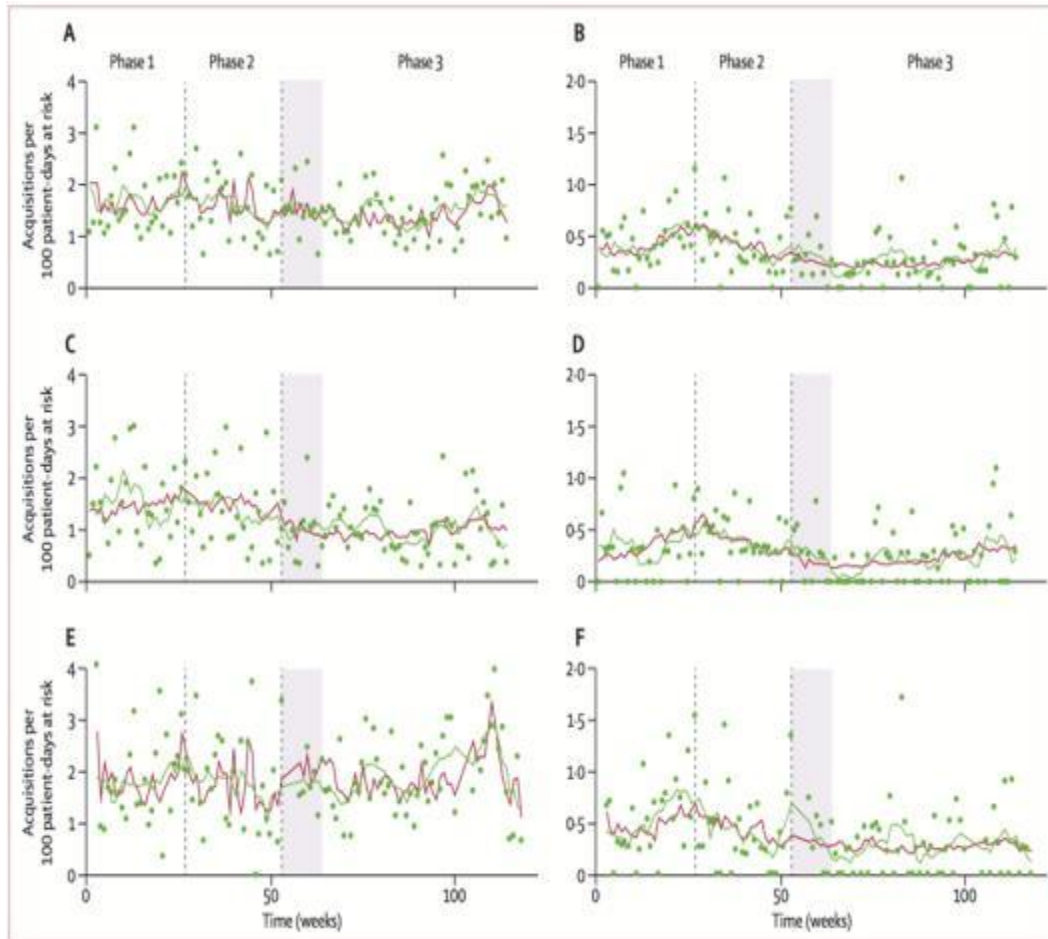 A
B
Phase 1 Phase 2 Phase 3
Phase 1 Phase 2 Phase 3
Acquisitions per
100 patient-days at risk
4
3
2
1
0
2·0
1·5
1·0
0·5
0
C
D
Acquisitions per
100 patient-days at risk
4
3
2
1
0
2·0
1·5
1·0
0·5
0
E
F
Acquisitions per
100 patient-days at risk
4
3
2
1
0
2·0
1·5
1·0
0·5
0
0 50 100
0 50 100
Time (weeks)
Time (weeks)